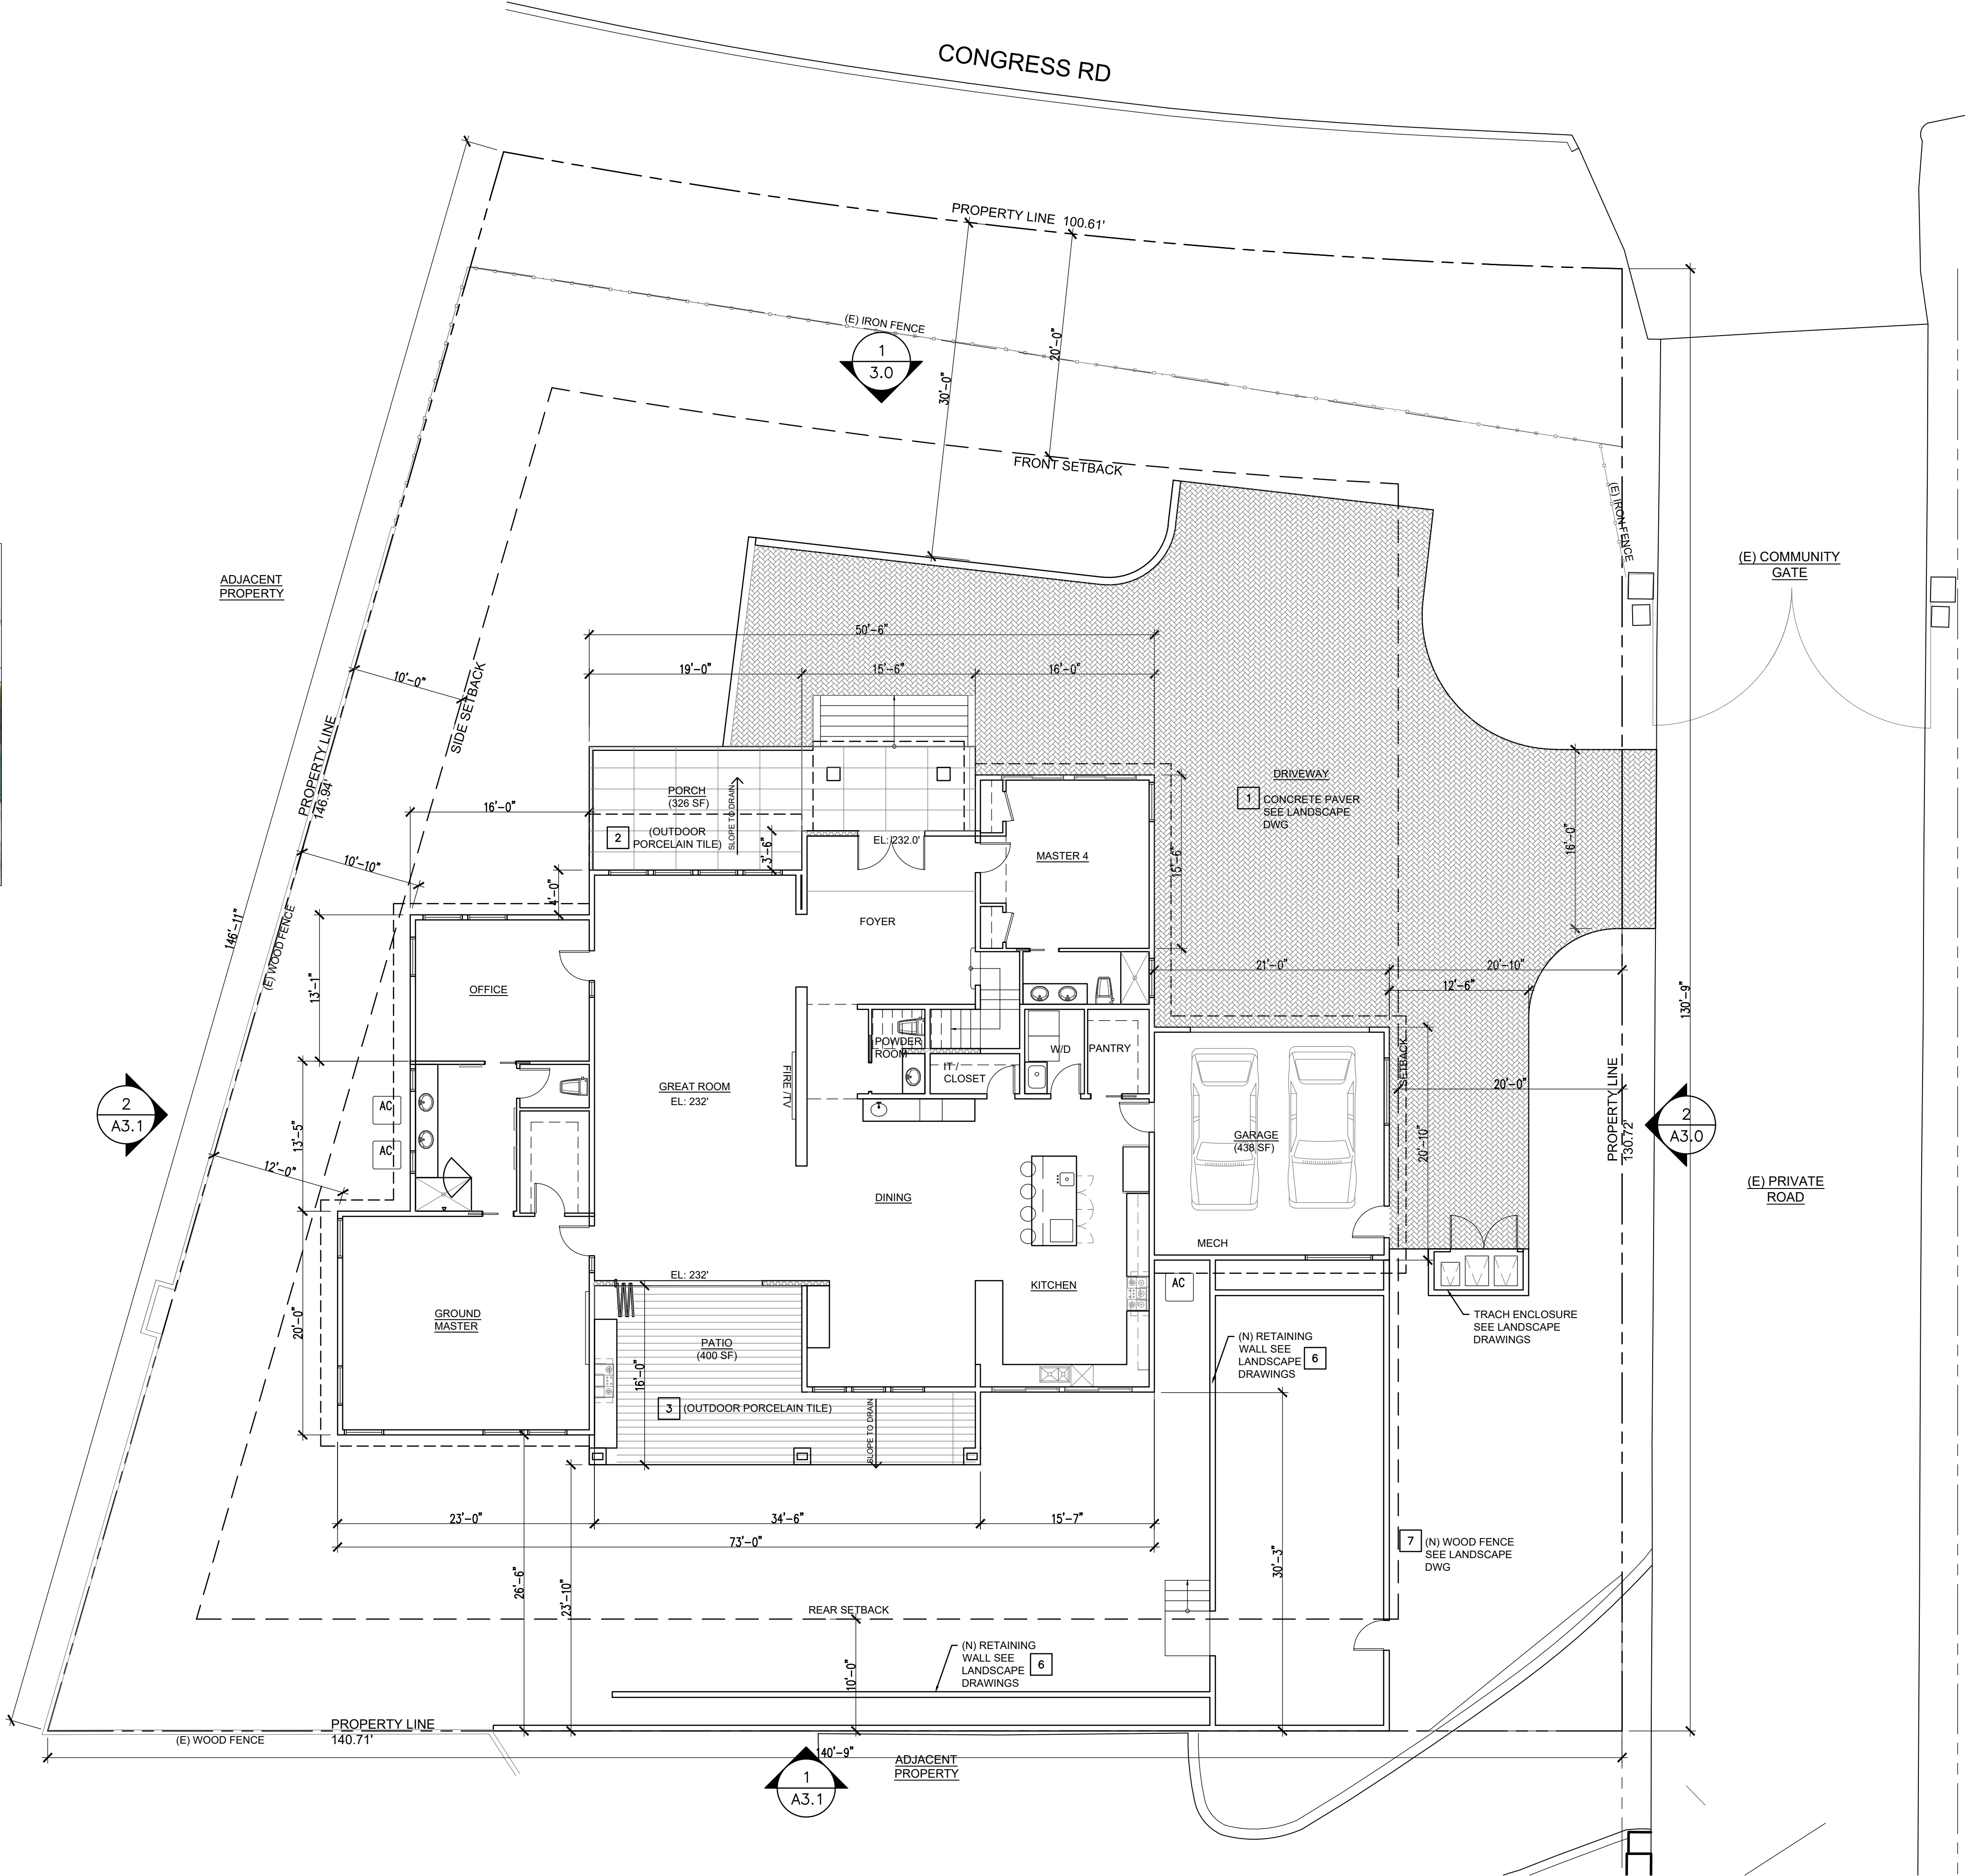 CONGRESS RD
PROPERTY LINE 100.61'
(E) IRON FENCE
1
3.0
30'-0"
20'-0"
FRONT SETBACK
(E) IRON FENCE
(E) COMMUNITY
GATE
ADJACENT
PROPERTY
50'-6"
19'-0"
15'-6"
16'-0"
10'-0"
SIDE SETBACK
PROPERTY LINE
146.94'
16'-0"
PORCH
(326 SF)
SLOPE TO DRAIN
2
(OUTDOOR
PORCELAIN TILE)
3'-6"
EL: 232.0'
MASTER 4
15'-6"
DRIVEWAY
1
CONCRETE PAVER
SEE LANDSCAPE
DWG
16'-0"
10'-10"
4'-0"
146'-11"
(E) WOOD FENCE
13'-1"
OFFICE
FOYER
21'-0"
20'-10"
12'-6"
130'-9"
POWDER
ROOM
IT /
CLOSET
W/D
PANTRY
GREAT ROOM
EL: 232'
FIRE /TV
SETBACK
20'-0"
PROPERTY LINE
130.72'
2
A3.1
AC
AC
13'-5"
12'-0"
GARAGE
(438 SF)
20'-10"
2
A3.0
(E) PRIVATE
ROAD
DINING
MECH
EL: 232'
KITCHEN
AC
GROUND
MASTER
20'-0"
PATIO
(400 SF)
16'-0"
3
(OUTDOOR PORCELAIN TILE)
SLOPE TO DRAIN
(N) RETAINING
WALL SEE
LANDSCAPE
DRAWINGS
6
TRACH ENCLOSURE
SEE LANDSCAPE
DRAWINGS
23'-0"
34'-6"
15'-7"
73'-0"
26'-6"
23'-10"
30'-3"
7
(N) WOOD FENCE
SEE LANDSCAPE
DWG
REAR SETBACK
10'-0"
(N) RETAINING
WALL SEE
LANDSCAPE
DRAWINGS
6
PROPERTY LINE
140.71'
(E) WOOD FENCE
140'-9"
ADJACENT
PROPERTY
1
A3.1